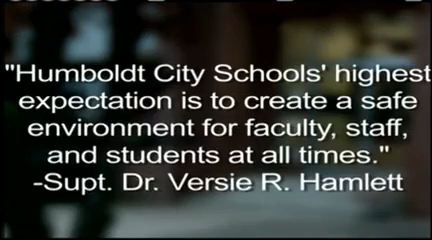 "Humboldt City Schools' highest
expectation is to create a safe
environment for faculty, staff,
and students at all times."
-Supt. Dr. Versie R. Hamlett